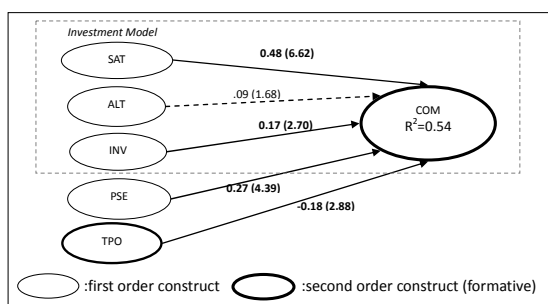 Investment Model
SAT
0.48 (6.62)
ALT
.09 (1.68)
COM
R²=0.54
INV
0.17 (2.70)
PSE
0.27 (4.39)
-0.18 (2.88)
TPO
:first order construct
:second order construct (formative)